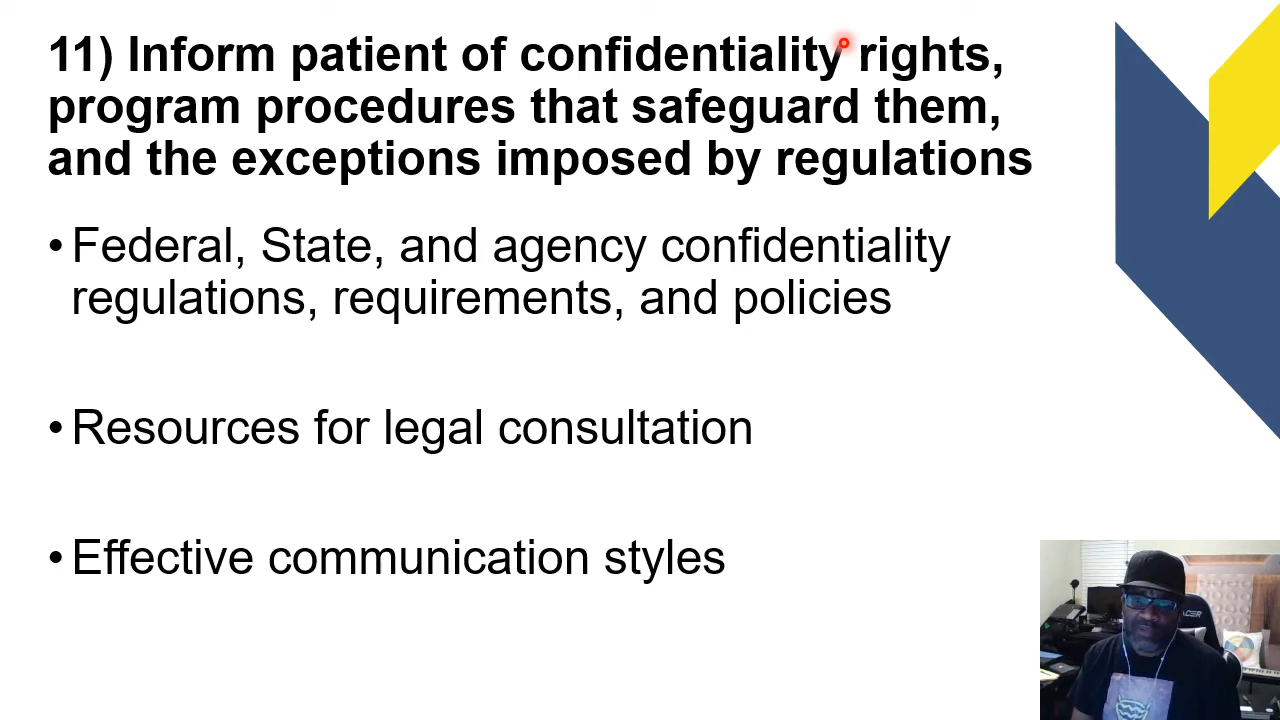 11) Inform patient of confidentiality rights,
program procedures that safeguard them,
and the exceptions imposed by regulations
• Federal, State, and agency confidentiality
regulations, requirements, and policies
• Resources for legal consultation
• Effective communication styles